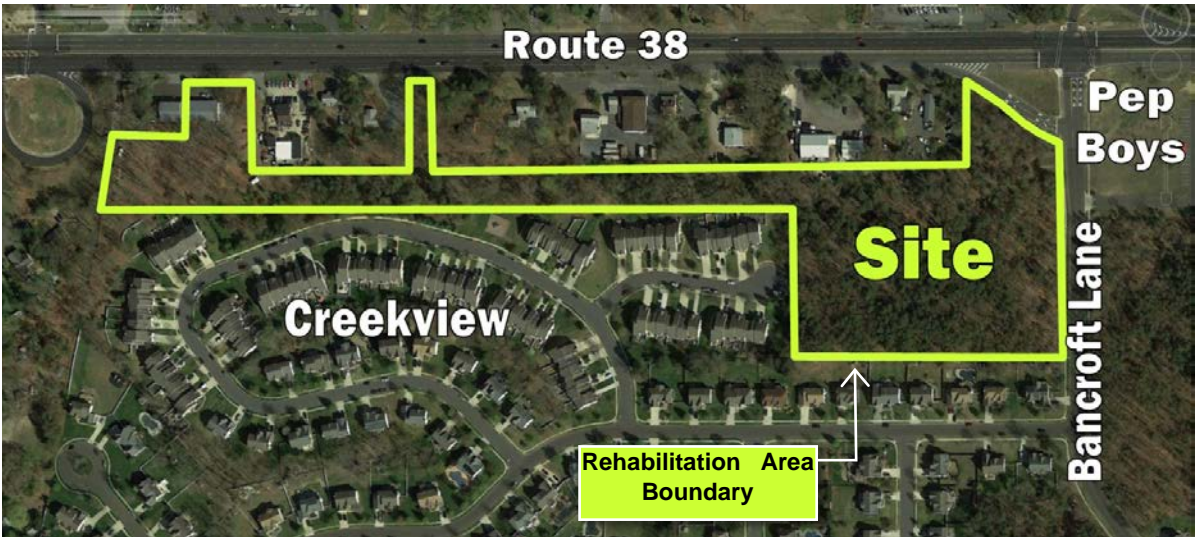 Route 38
Pep
Boys
Site
Creekview
Bancroft Lane
Rehabilitation Area
Boundary